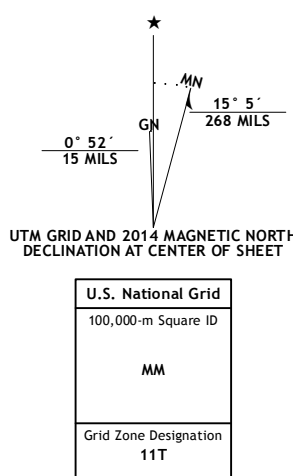 ★
MN
GN
15° 5´
268 MILS
0° 52´
15 MILS
UTM GRID AND 2014 MAGNETIC NORTH
DECLINATION AT CENTER OF SHEET
U.S. National Grid
100,000-m Square ID
MM
Grid Zone Designation
11T